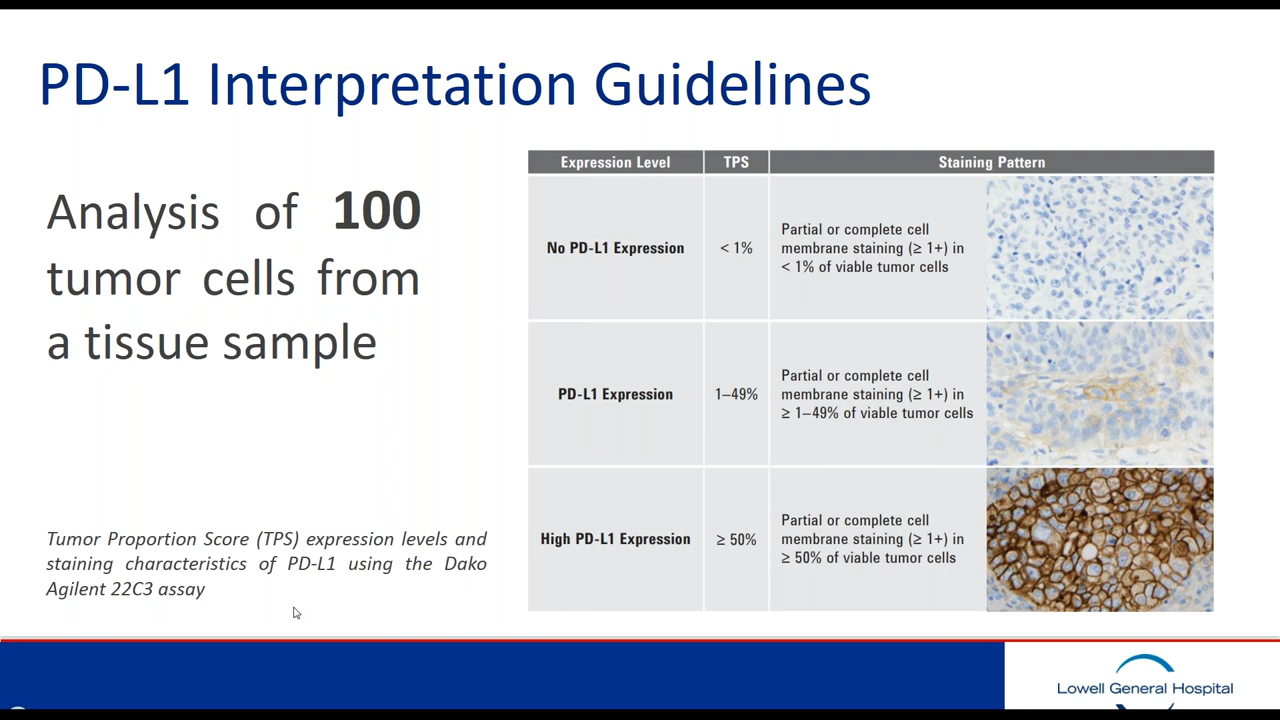 PD-L1 Interpretation Guidelines
Analysis of 100
tumor cells from
a tissue sample
Tumor Proportion Score (TPS) expression levels and
staining characteristics of PD-L1 using the Dako
Agilent 22C3 assay
Expression Level TPS Staining Pattern
No PD-L1 Expression < 1% Partial or complete cell
membrane staining (≥ 1+) in
< 1% of viable tumor cells
PD-L1 Expression 1–49% Partial or complete cell
membrane staining (≥ 1+) in
≥ 1–49% of viable tumor cells
High PD-L1 Expression ≥ 50% Partial or complete cell
membrane staining (≥ 1+) in
≥ 50% of viable tumor cells
Lowell General Hospital